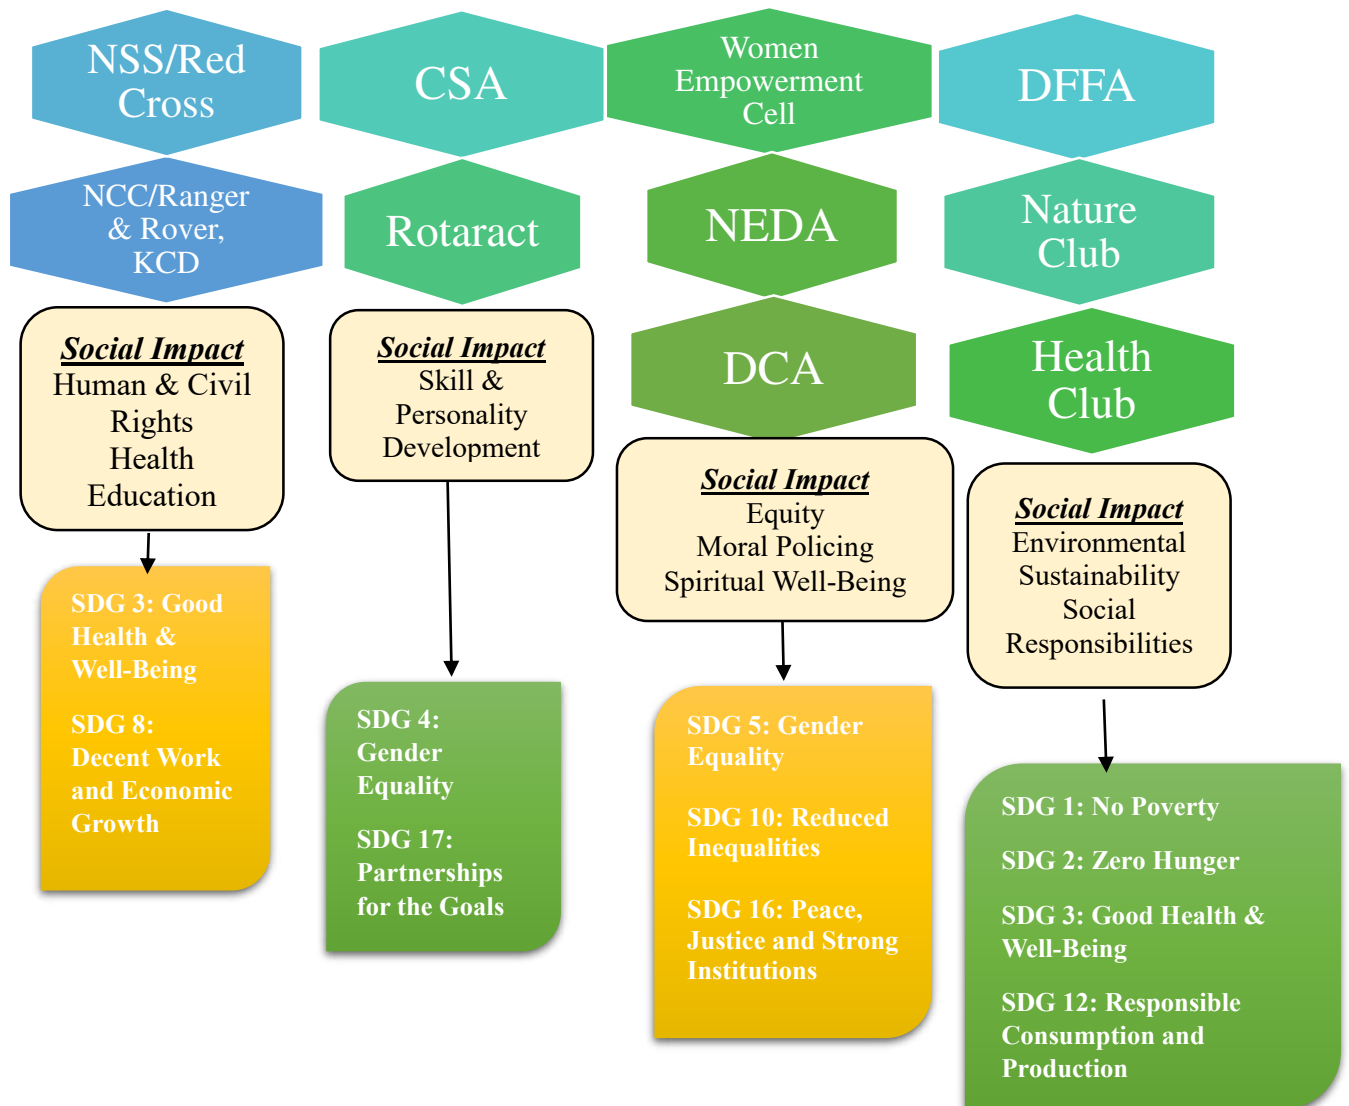 NSS/Red
Cross
NCC/Ranger
& Rover,
KCD
Social Impact
Human & Civil
Rights
Health
Education
SDG 3: Good
Health &
Well-Being
SDG 8:
Decent Work
and Economic
Growth
CSA
Rotaract
Social Impact
Skill &
Personality
Development
SDG 4:
Gender
Equality
SDG 17:
Partnerships
for the Goals
Women
Empowerment
Cell
NEDA
DCA
Social Impact
Equity
Moral Policing
Spiritual Well-Being
SDG 5: Gender
Equality
SDG 10: Reduced
Inequalities
SDG 16: Peace,
Justice and Strong
Institutions
DFFA
Nature
Club
Health
Club
Social Impact
Environmental
Sustainability
Social
Responsibilities
SDG 1: No Poverty
SDG 2: Zero Hunger
SDG 3: Good Health &
Well-Being
SDG 12: Responsible
Consumption and
Production